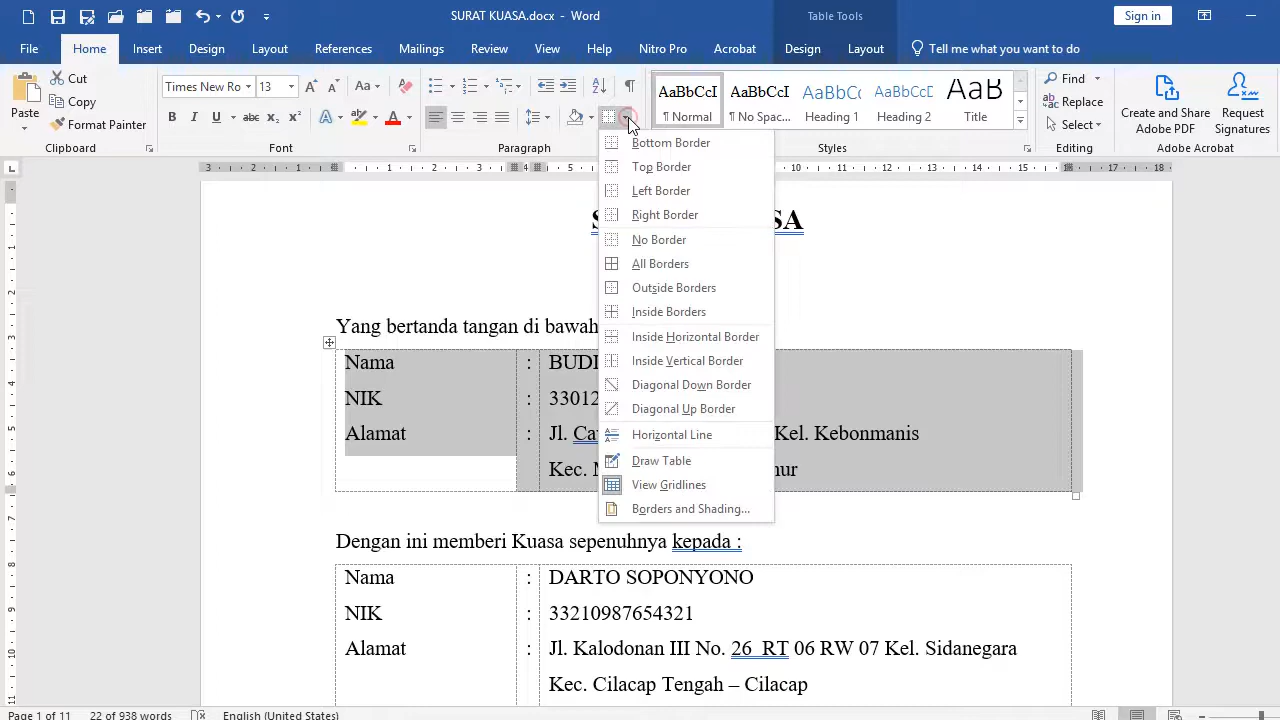 SURAT KUASA.docx - Word
Table Tools
Sign in
File Home Insert Design Layout References Mailings Review View Help Nitro Pro Acrobat Design Layout Tell me what you want to do
Paste
Cut
Copy
Format Painter
Clipboard
Times New Ro 13
Font
Paragraph
AaBbCcI AaBbCcI AaBbCc AaBbCcD AaB
¶ Normal ¶ No Spac... Heading 1 Heading 2 Title
Styles
Find
Replace
Select
Editing
Create and Share Adobe PDF
Request Signatures
Adobe Acrobat
Bottom Border
Top Border
Left Border
Right Border
No Border
All Borders
Outside Borders
Inside Borders
Inside Horizontal Border
Inside Vertical Border
Diagonal Down Border
Diagonal Up Border
Horizontal Line
Draw Table
View Gridlines
Borders and Shading...
Yang bertanda tangan di bawah
Nama : BUDI
NIK : 33012
Alamat : Jl. Kel. Kebonmanis
Kec.
Dengan ini memberi Kuasa sepenuhnya kepada :
Nama : DARTO SOPONYONO
NIK : 33210987654321
Alamat : Jl. Kalodonan III No. 26 RT 06 RW 07 Kel. Sidanegara
Kec. Cilacap Tengah – Cilacap
Page 1 of 11 22 of 938 words English (United States)